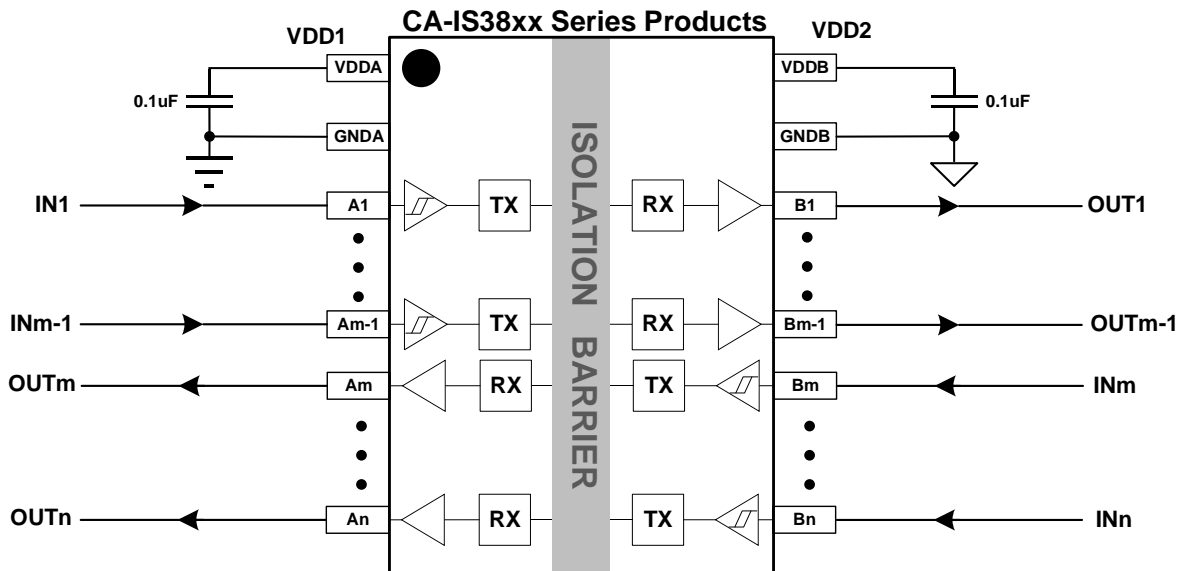 CA-IS38xx Series Products
VDD1
VDD2
VDDA
VDDB
0.1uF
0.1uF
GNDA
GNDB
ISOLATION BARRIER
IN1
A1
TX
RX
B1
OUT1
INm-1
Am-1
TX
RX
Bm-1
OUTm-1
OUTm
Am
RX
TX
Bm
INm
OUTn
An
RX
TX
Bn
INn